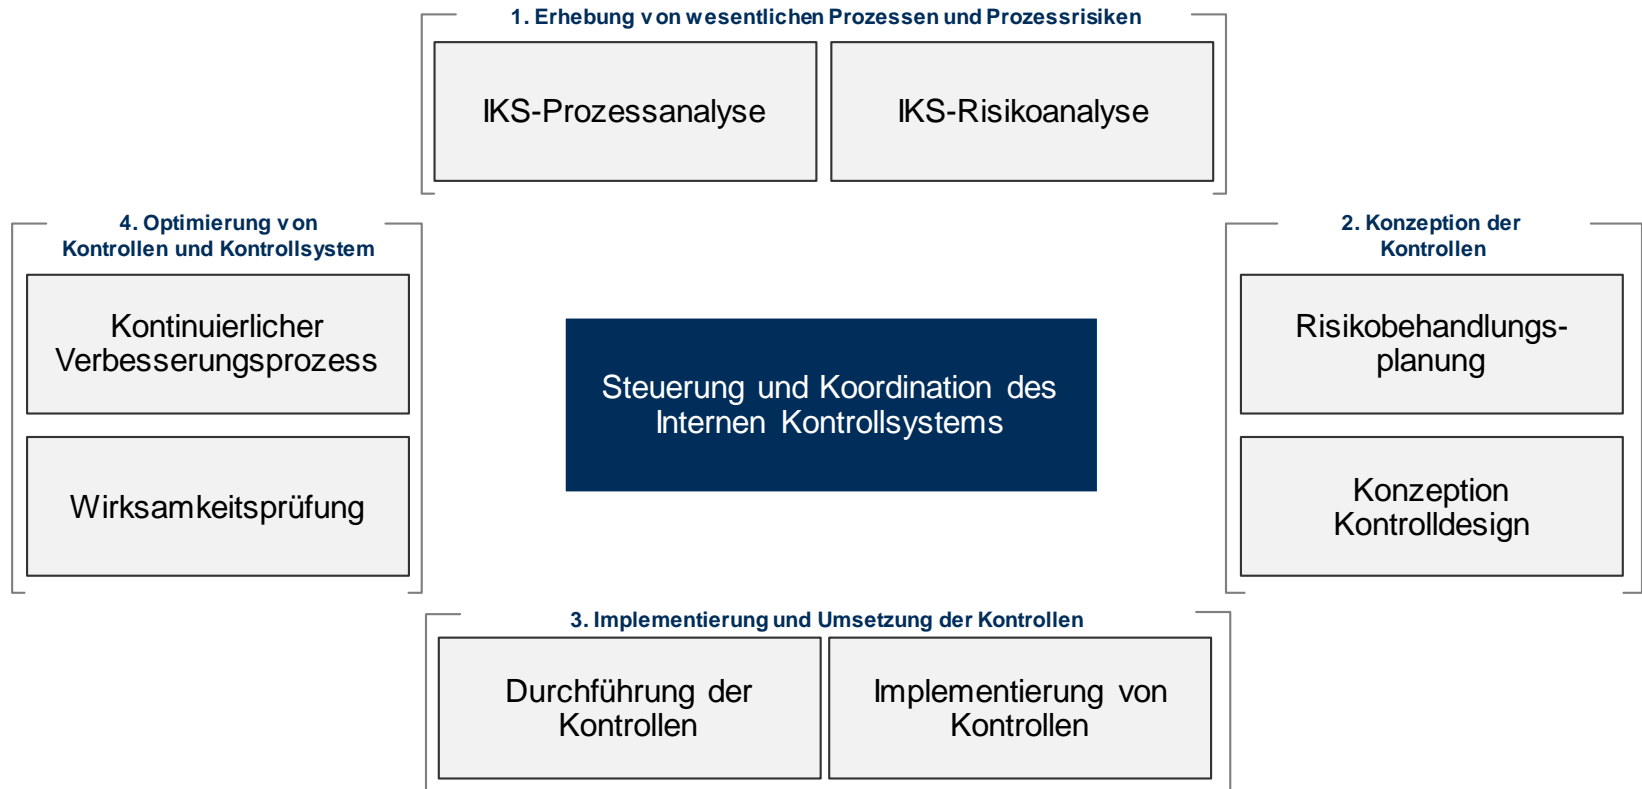 1. Erhebung von wesentlichen Prozessen und Prozessrisiken
IKS-Prozessanalyse
IKS-Risikoanalyse
4. Optimierung von
Kontrollen und Kontrollsystem
Kontinuierlicher
Verbesserungsprozess
Wirksamkeitsprüfung
Steuerung und Koordination des
Internen Kontrollsystems
2. Konzeption der
Kontrollen
Risikobehandlungs-
planung
Konzeption
Kontrolldesign
3. Implementierung und Umsetzung der Kontrollen
Durchführung der
Kontrollen
Implementierung von
Kontrollen